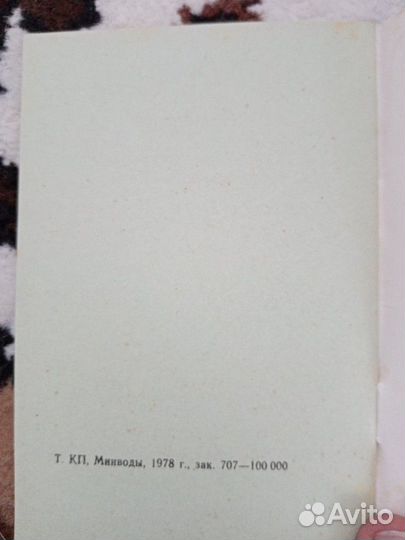 Т. КП, Минводы, 1978 г., зак. 707—100 000
Avito